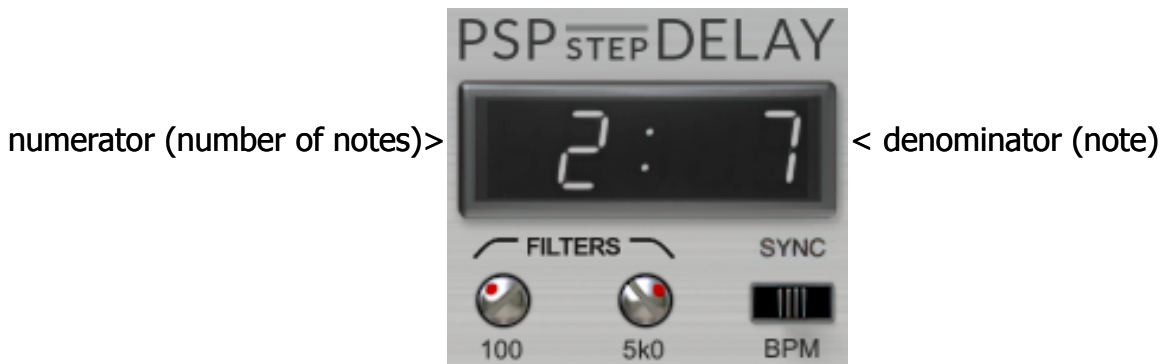 PSP STEP DELAY
numerator (number of notes)> 2: 7 < denominator (note)
FILTERS SYNC
100 5k0 BPM